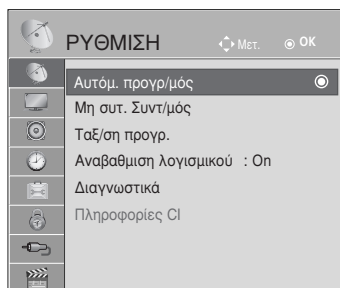 ΡΥΘΜΙΣΗ Μετ. OK
Αυτόμ. προγρ/μός
Μη συτ. Συντ/μός
Ταξ/ση προγρ.
Αναβαθμιση λογισμικού : On
Διαγνωστικά
Πληροφορίες CI